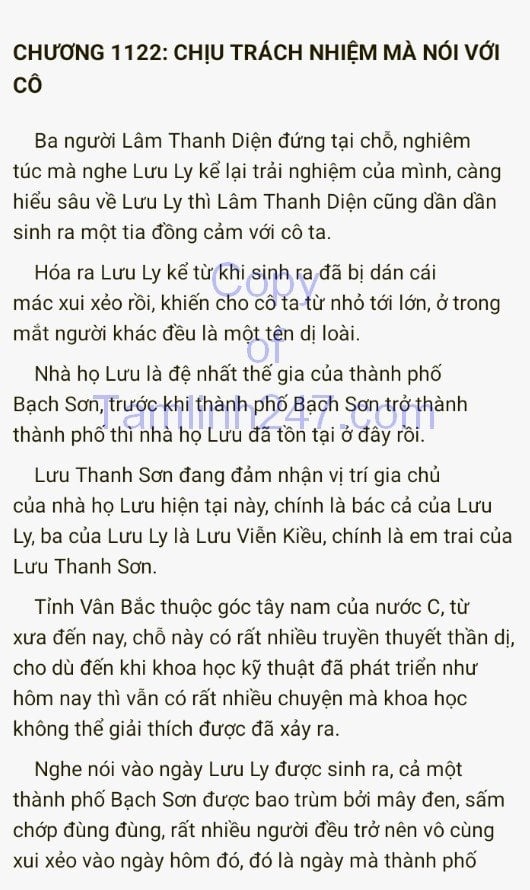 CHƯƠNG 1122: CHỊU TRÁCH NHIỆM MÀ NÓI VỚI
CÔ
Ba người Lâm Thanh Diện đứng tại chỗ, nghiêm
túc mà nghe Lưu Ly kể lại trải nghiệm của mình, càng
hiểu sâu về Lưu Ly thì Lâm Thanh Diện cũng dần dần
sinh ra một tia đồng cảm với cô ta.
Hóa ra Lưu Ly kể từ khi sinh ra đã bị dán cái
mác xui xẻo rồi, khiến cho cô ta từ nhỏ tới lớn, ở trong
mắt người khác đều là một tên dị loài.
Nhà họ Lưu là đệ nhất thế gia của thành phố
Bạch Sơn, trước khi thành phố Bạch Sơn trở thành
thành phố thì nhà họ Lưu đã tồn tại ở đây rồi.
Lưu Thanh Sơn đang đảm nhận vị trí gia chủ
của nhà họ Lưu hiện tại này, chính là bác cả của Lưu
Ly, ba của Lưu Ly là Lưu Viễn Kiều, chính là em trai của
Lưu Thanh Sơn.
Tỉnh Vân Bắc thuộc góc tây nam của nước C, từ
xưa đến nay, chỗ này có rất nhiều truyền thuyết thần dị,
cho dù đến khi khoa học kỹ thuật đã phát triển như
hôm nay thì vẫn có rất nhiều chuyện mà khoa học
không thể giải thích được đã xảy ra.
Nghe nói vào ngày Lưu Ly được sinh ra, cả một
thành phố Bạch Sơn được bao trùm bởi mây đen, sấm
chớp đùng đùng, rất nhiều người đều trở nên vô cùng
xui xẻo vào ngày hôm đó, đó là ngày mà thành phố
Copy
of
Tamlinh247.com